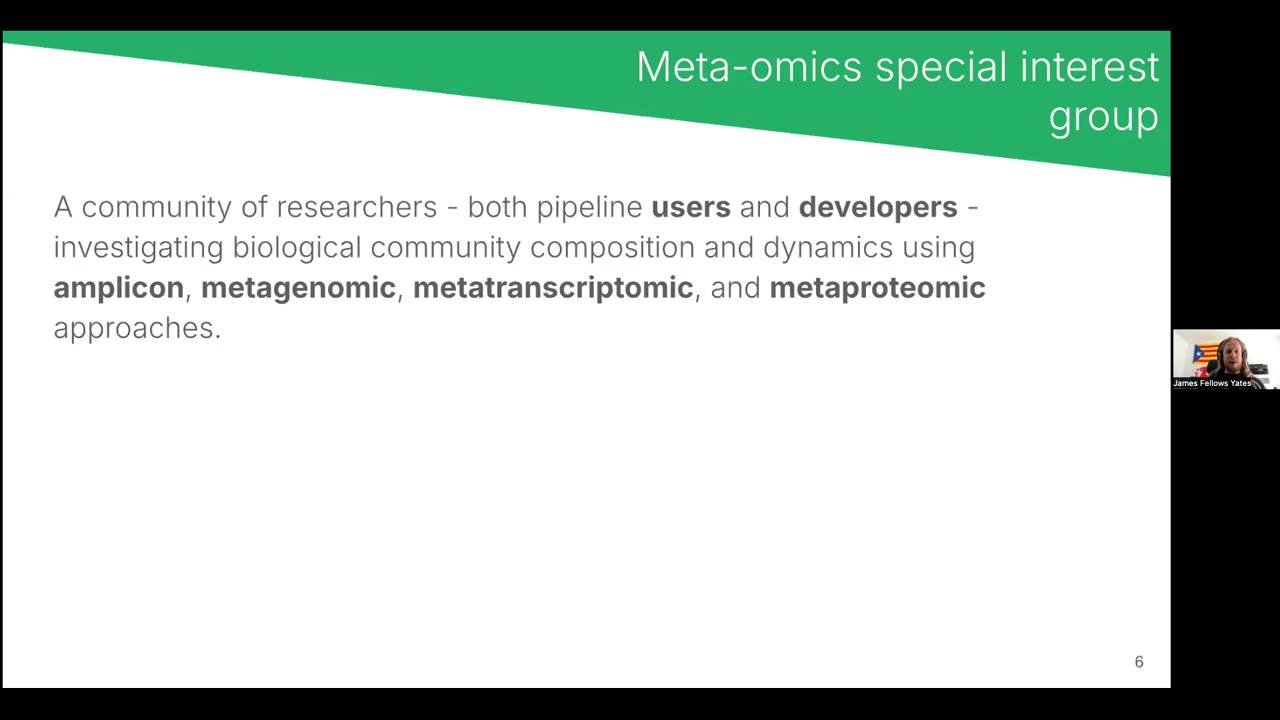 Meta-omics special interest
group
A community of researchers - both pipeline users and developers -
investigating biological community composition and dynamics using
amplicon, metagenomic, metatranscriptomic, and metaproteomic
approaches.
James Fellows Yates
6